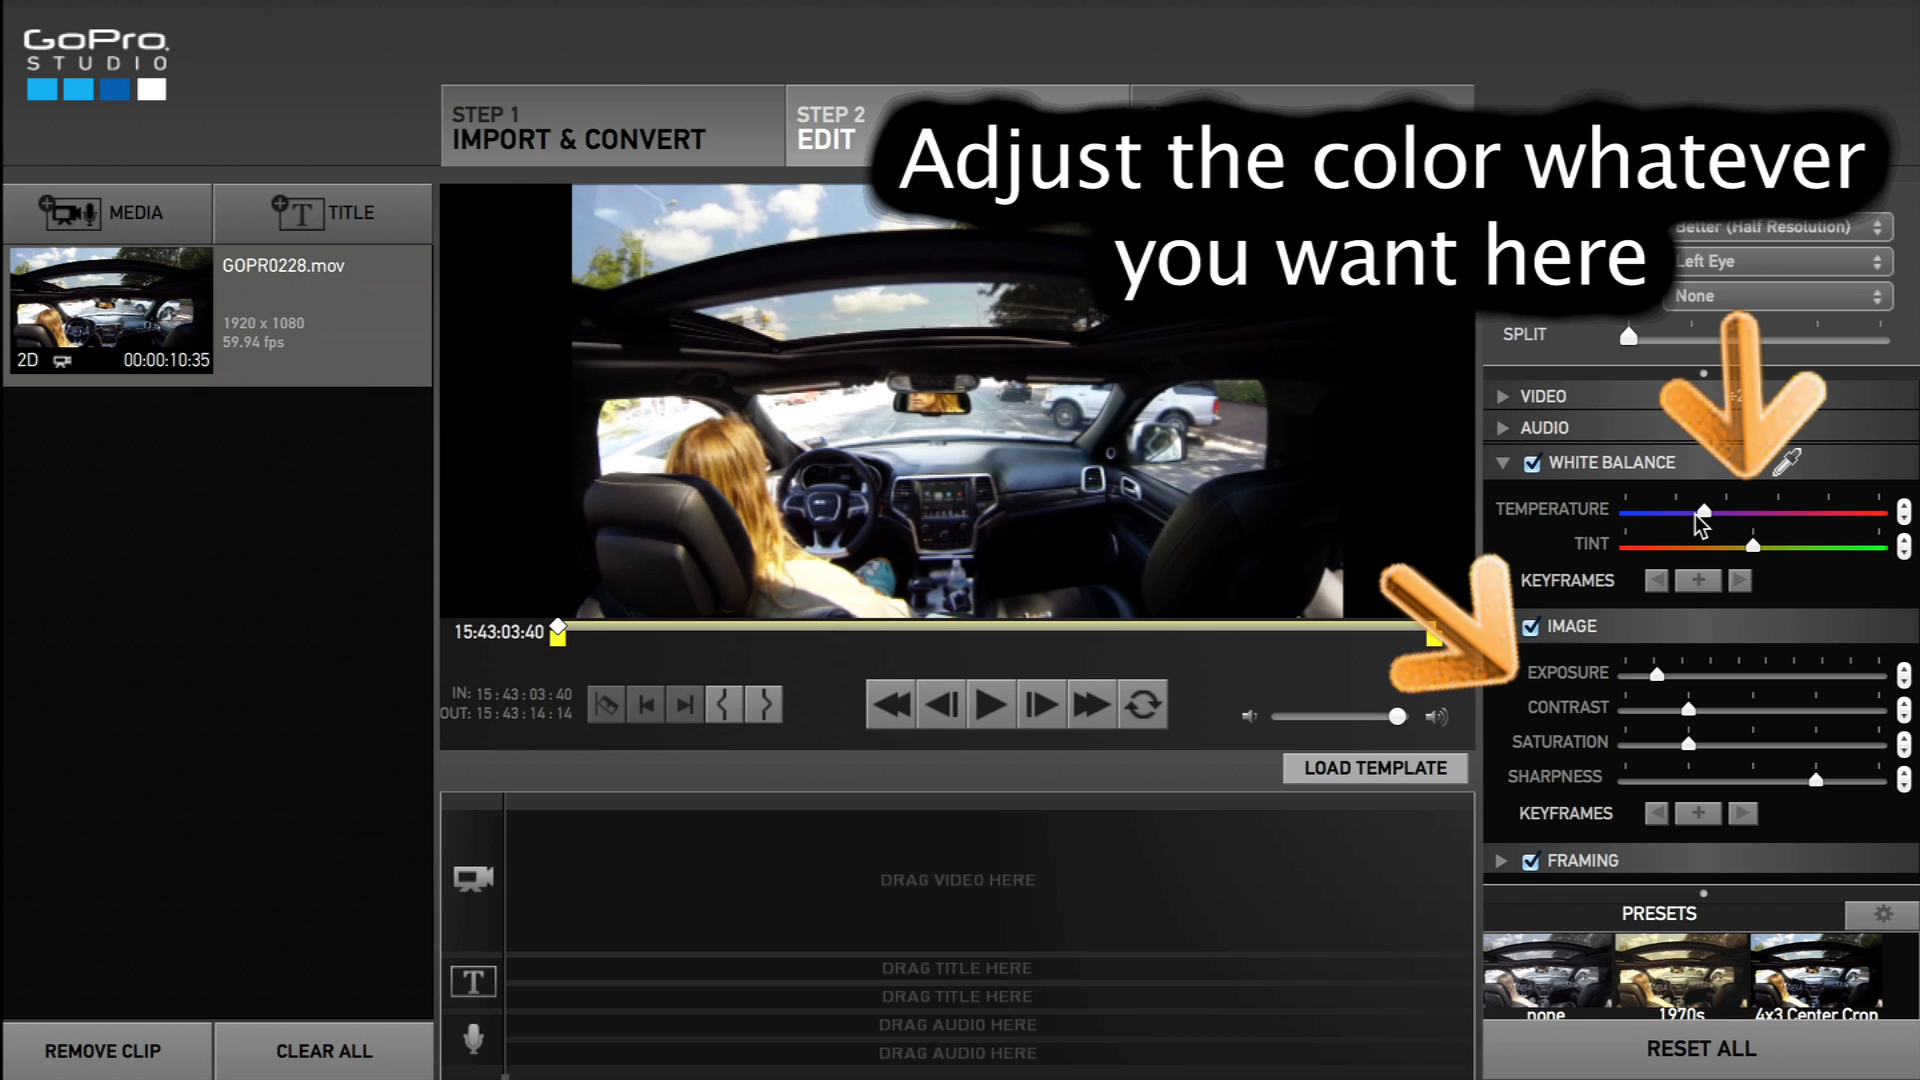 GoPro
STUDIO
STEP 1
IMPORT & CONVERT
STEP 2
EDIT
Adjust the color whatever
you want here
MEDIA
TITLE
GOPR0228.mov
1920 x 1080
59.94 fps
2D
00:00:10:35
Better (Half Resolution)
Left Eye
None
SPLIT
VIDEO
AUDIO
WHITE BALANCE
TEMPERATURE
TINT
KEYFRAMES
IMAGE
EXPOSURE
CONTRAST
SATURATION
SHARPNESS
KEYFRAMES
FRAMING
PRESETS
none
1970s
4x3 Center Crop
RESET ALL
15:43:03:40
IN: 15:43:03:40
OUT: 15:43:14:14
LOAD TEMPLATE
DRAG VIDEO HERE
T
DRAG TITLE HERE
DRAG TITLE HERE
DRAG AUDIO HERE
DRAG AUDIO HERE
REMOVE CLIP
CLEAR ALL